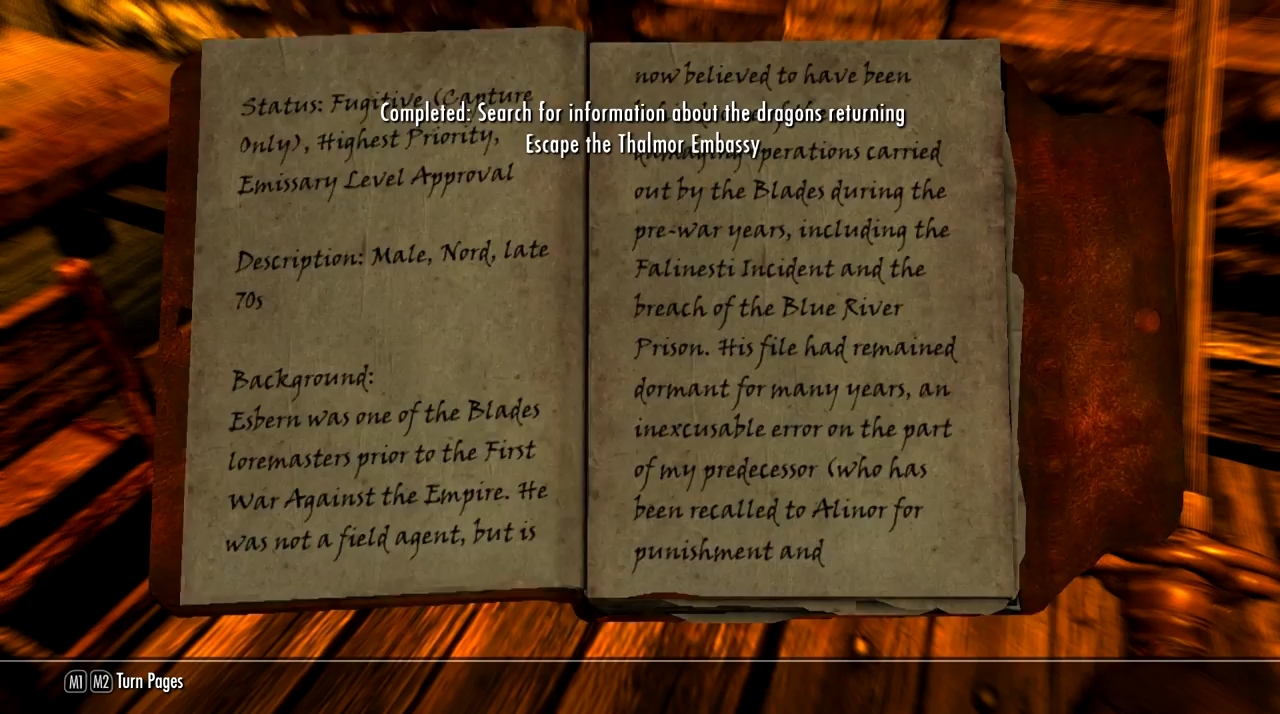 Status: Fugitive (Capture
Only), Highest Priority,
Emissary Level Approval
Description: Male, Nord, late
70s
Background:
Esbern was one of the Blades
loremasters prior to the First
War Against the Empire. He
was not a field agent, but is
now believed to have been
damaging operations carried
out by the Blades during the
pre-war years, including the
Falinesti Incident and the
breach of the Blue River
Prison. His file had remained
dormant for many years, an
inexcusable error on the part
of my predecessor (who has
been recalled to Alinor for
punishment and
Completed: Search for information about the dragons returning
Escape the Thalmor Embassy
M1 M2 Turn Pages